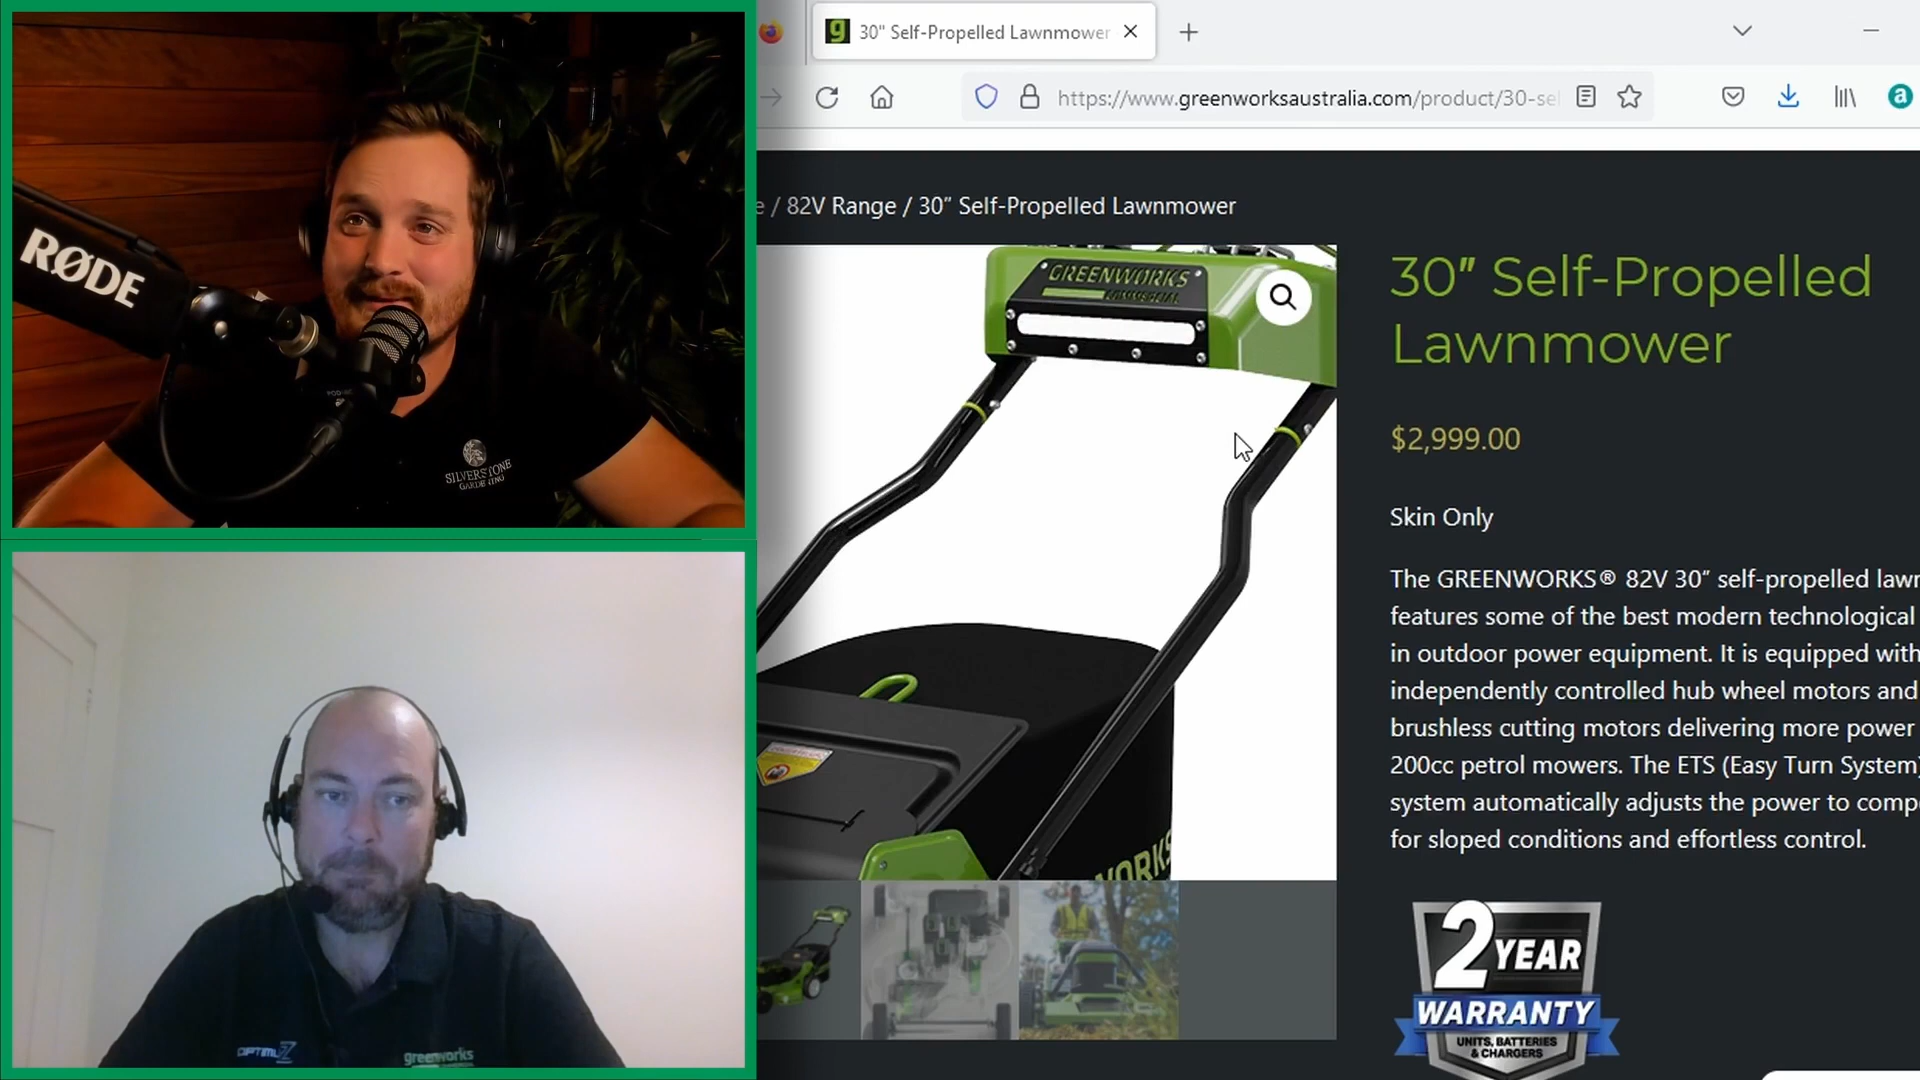 RØDE
SILVERSTONE
GARDENING
OPTIMUZ
greenworks
30" Self-Propelled Lawnmower
https://www.greenworksaustralia.com/product/30-se
e / 82V Range / 30″ Self-Propelled Lawnmower
GREENWORKS
COMMERCIAL
WORKS
30″ Self-Propelled
Lawnmower
$2,999.00
Skin Only
The GREENWORKS® 82V 30″ self-propelled lawn
features some of the best modern technological
in outdoor power equipment. It is equipped with
independently controlled hub wheel motors and
brushless cutting motors delivering more power
200cc petrol mowers. The ETS (Easy Turn System)
system automatically adjusts the power to comp
for sloped conditions and effortless control.
2 YEAR
WARRANTY
UNITS, BATTERIES
& CHARGERS